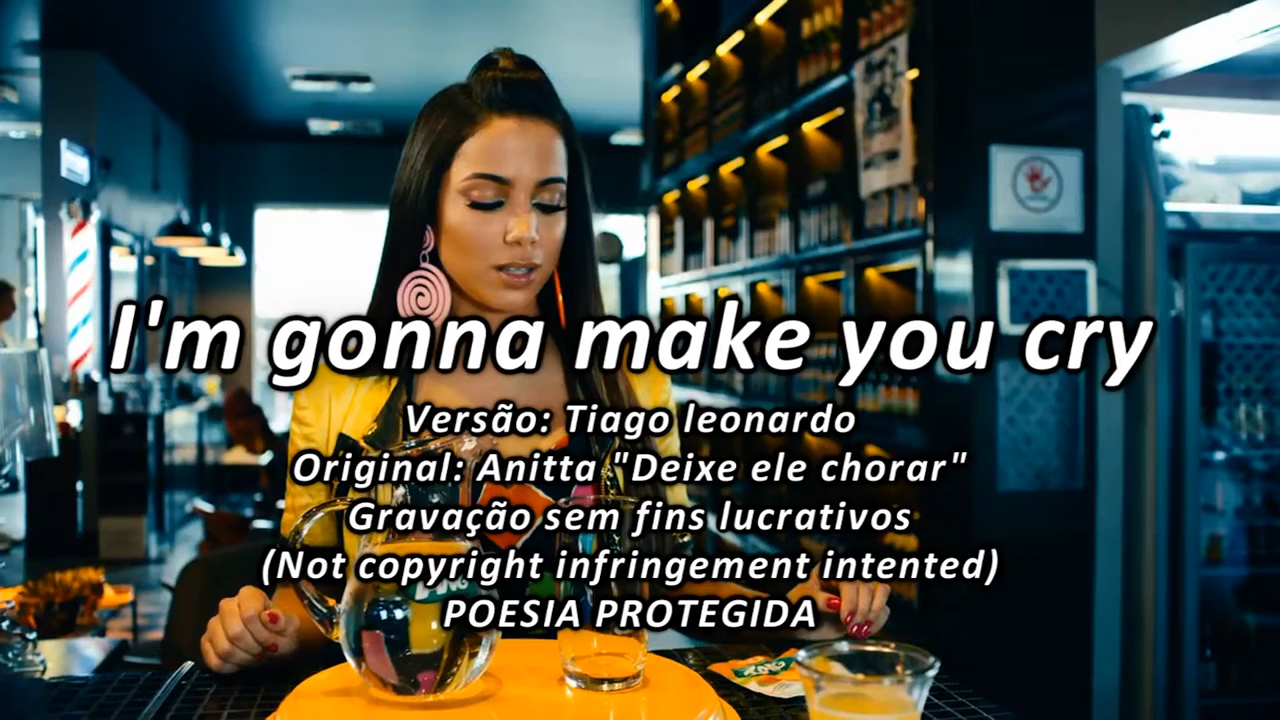 I'm gonna make you cry
Versão: Tiago leonardo
Original: Anitta "Deixe ele chorar"
Gravação sem fins lucrativos
(Not copyright infringement intented)
POESIA PROTEGIDA
TANG